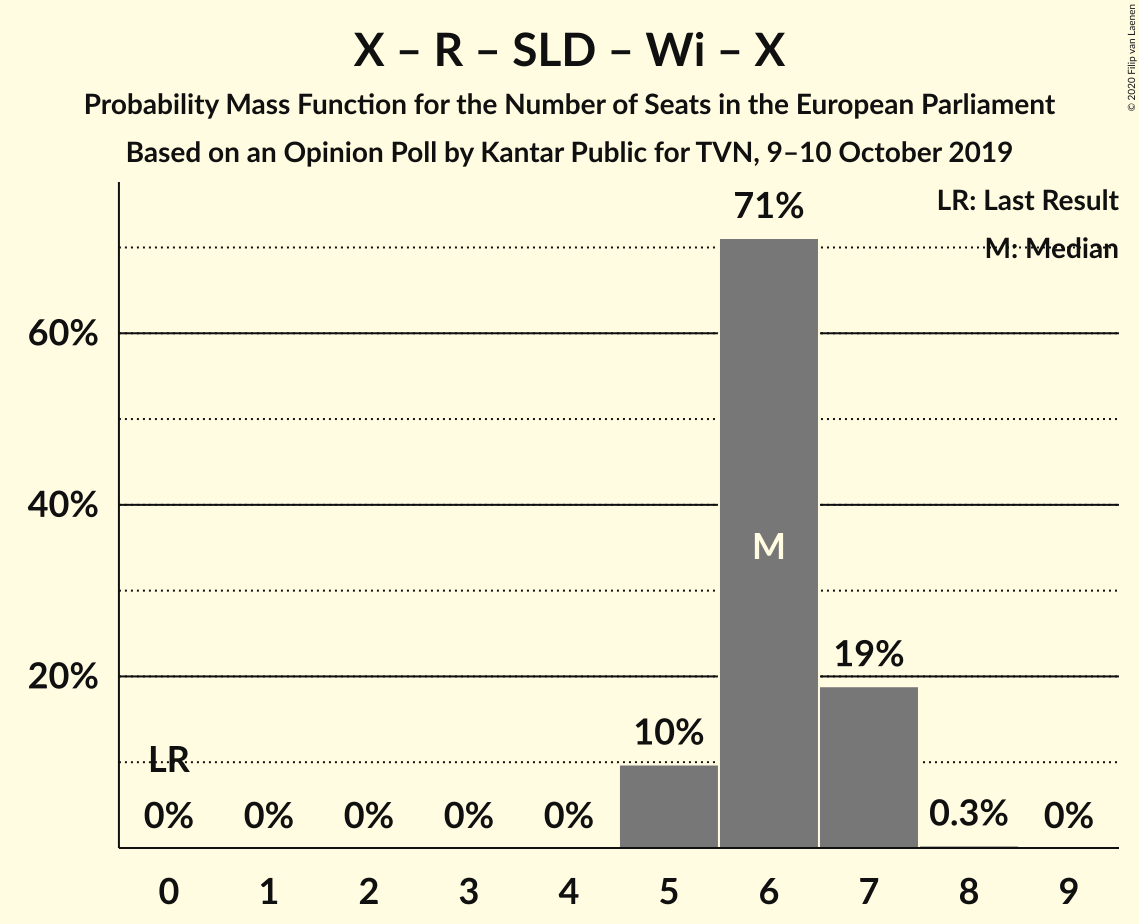 X – R – SLD – Wi – X
Probability Mass Function for the Number of Seats in the European Parliament
Based on an Opinion Poll by Kantar Public for TVN, 9–10 October 2019
© 2020 Filip van Laenen
LR: Last Result
M: Median
71%
60%
40%
M
20%
19%
10%
LR
0% 0% 0% 0% 0% 0.3% 0%
0 1 2 3 4 5 6 7 8 9